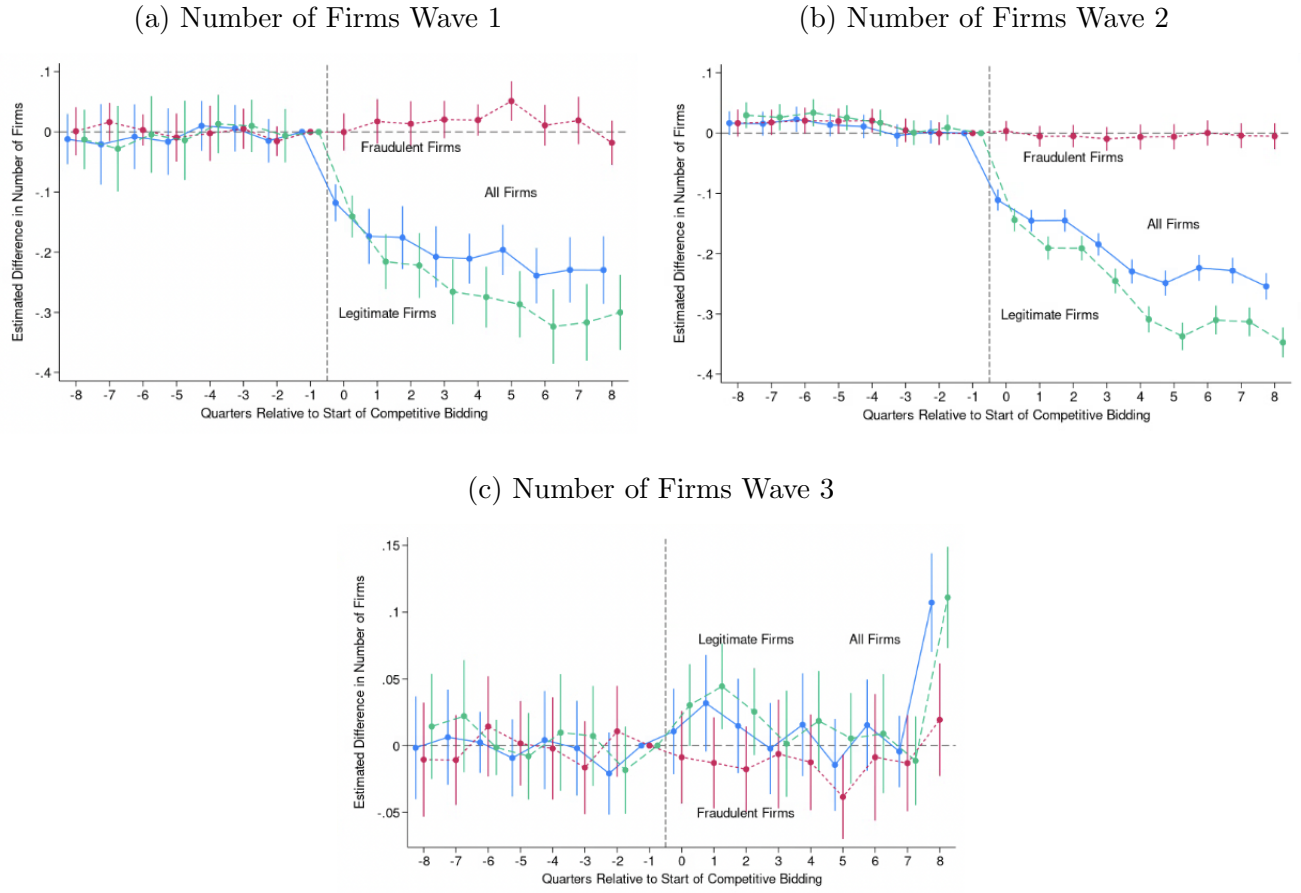 (a) Number of Firms Wave 1
Estimated Difference in Number of Firms
.1
0
-.1
-.2
-.3
-.4
Fraudulent Firms
All Firms
Legitimate Firms
-8 -7 -6 -5 -4 -3 -2 -1 0 1 2 3 4 5 6 7 8
Quarters Relative to Start of Competitive Bidding
(b) Number of Firms Wave 2
Estimated Difference in Number of Firms
.1
0
-.1
-.2
-.3
-.4
Fraudulent Firms
All Firms
Legitimate Firms
-8 -7 -6 -5 -4 -3 -2 -1 0 1 2 3 4 5 6 7 8
Quarters Relative to Start of Competitive Bidding
(c) Number of Firms Wave 3
Estimated Difference in Number of Firms
.15
.1
.05
0
-.05
Legitimate Firms
All Firms
Fraudulent Firms
-8 -7 -6 -5 -4 -3 -2 -1 0 1 2 3 4 5 6 7 8
Quarters Relative to Start of Competitive Bidding